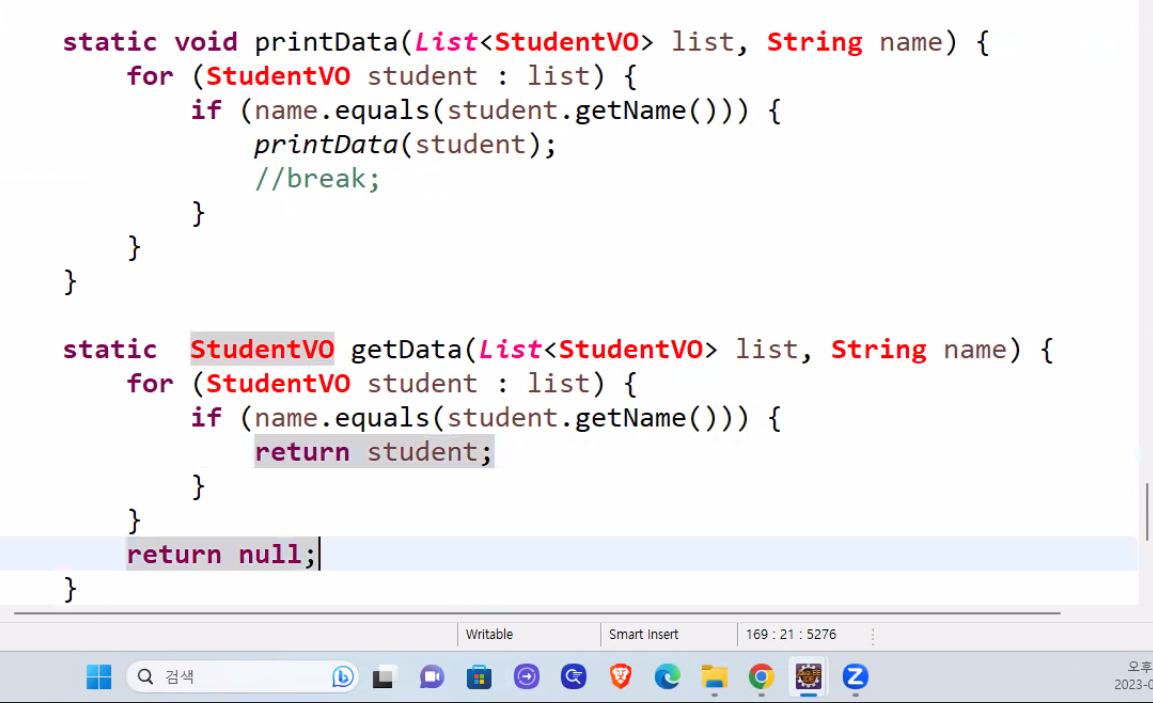 static void printData(List<StudentVO> list, String name) {
    for (StudentVO student : list) {
        if (name.equals(student.getName())) {
            printData(student);
            //break;
        }
    }
}

static  StudentVO getData(List<StudentVO> list, String name) {
    for (StudentVO student : list) {
        if (name.equals(student.getName())) {
            return student;
        }
    }
    return null;
}
Writable Smart Insert 169 : 21 : 5276
검색
오후
2023-0